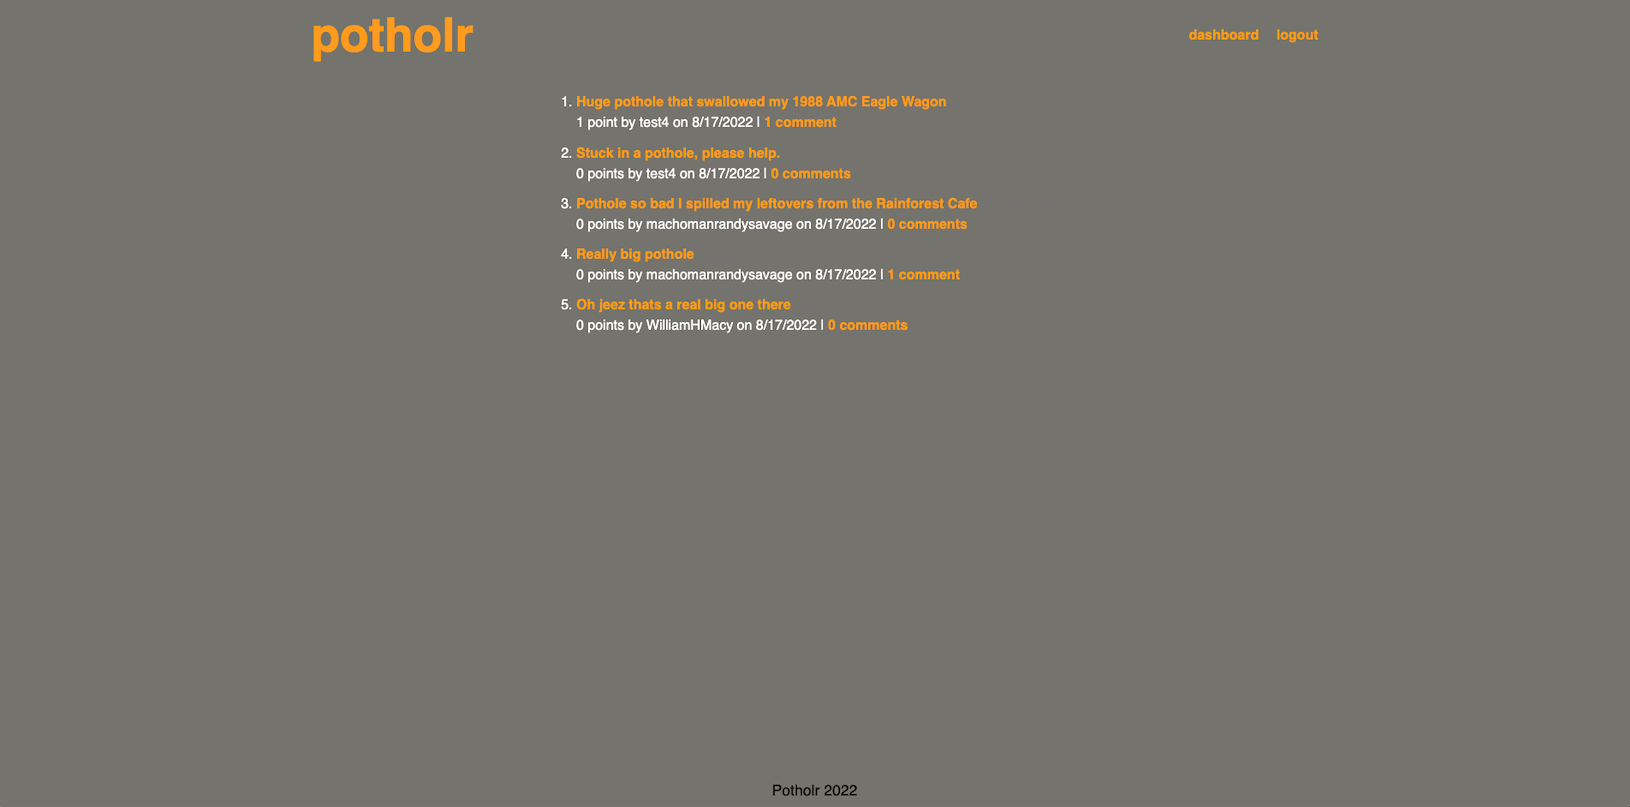 potholr
dashboard logout
1. Huge pothole that swallowed my 1988 AMC Eagle Wagon
1 point by test4 on 8/17/2022 | 1 comment
2. Stuck in a pothole, please help.
0 points by test4 on 8/17/2022 | 0 comments
3. Pothole so bad I spilled my leftovers from the Rainforest Cafe
0 points by machomanrandysavage on 8/17/2022 | 0 comments
4. Really big pothole
0 points by machomanrandysavage on 8/17/2022 | 1 comment
5. Oh jeez thats a real big one there
0 points by WilliamHMacy on 8/17/2022 | 0 comments
Potholr 2022